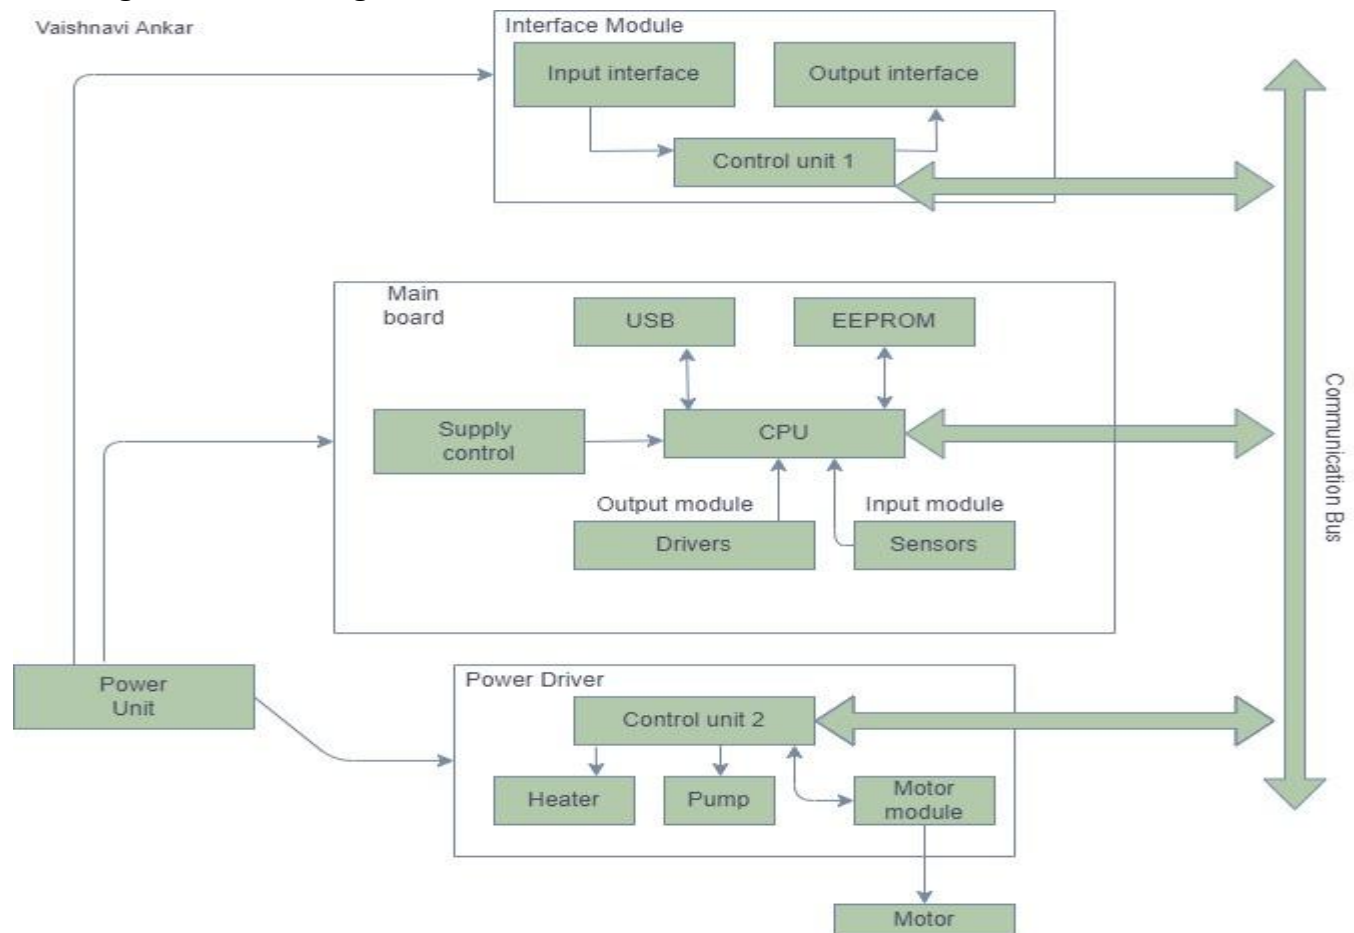 Vaishnavi Ankar
Interface Module
Input interface
Output interface
Control unit 1
Main
board
USB
EEPROM
Supply
control
CPU
Output module
Input module
Drivers
Sensors
Communication Bus
Power
Unit
Power Driver
Control unit 2
Heater
Pump
Motor
module
Motor